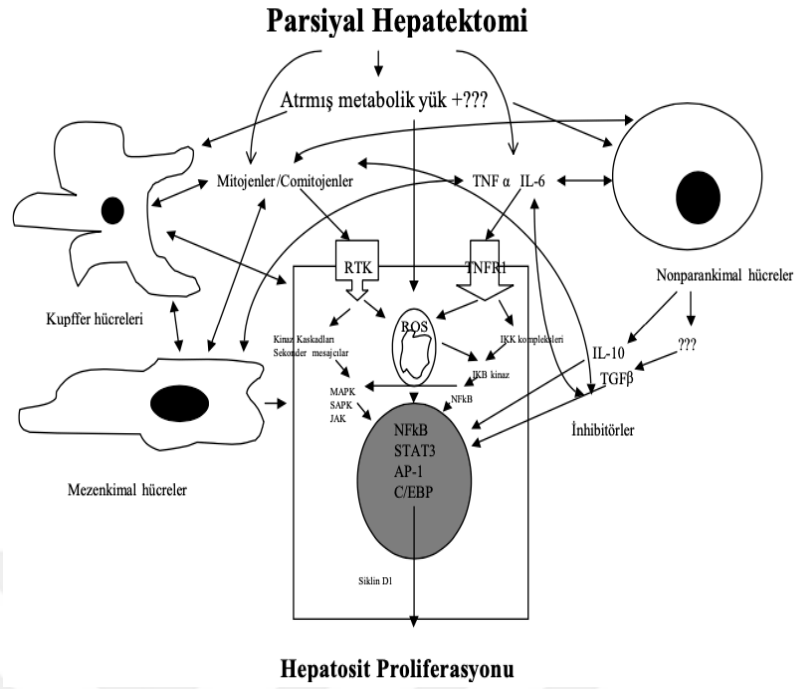 Parsiyal Hepatektomi
Atrmış metabolik yük +???
Mitojenler/Comitojenler
TNF α IL-6
RTK
TNFR1
Nonparankimal hücreler
Kupffer hücreleri
ROS
Kinaz Kaskadları
Sekonder mesajcılar
IKK kompleksleri
IL-10
???
TGFβ
IKB kinaz
MAPK
SAPK
JAK
NFkB
İnhibitörler
NFkB
STAT3
AP-1
C/EBP
Mezenkimal hücreler
Siklin D1
Hepatosit Proliferasyonu